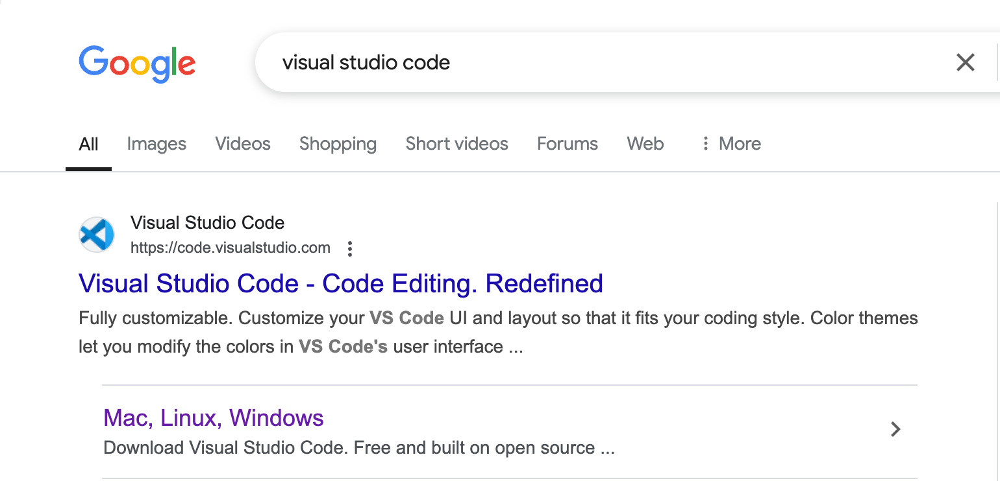 Google
visual studio code
All Images Videos Shopping Short videos Forums Web More
Visual Studio Code
https://code.visualstudio.com
Visual Studio Code - Code Editing. Redefined
Fully customizable. Customize your VS Code UI and layout so that it fits your coding style. Color themes
let you modify the colors in VS Code's user interface ...
Mac, Linux, Windows
Download Visual Studio Code. Free and built on open source ...